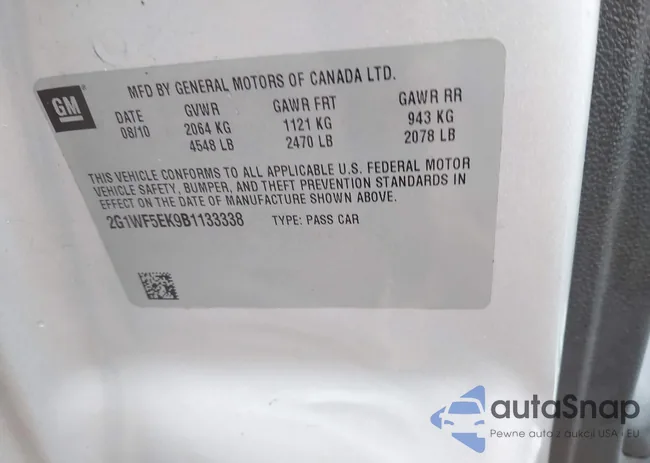 MFD BY GENERAL MOTORS OF CANADA LTD.
GM
DATE GVWR GAWR FRT GAWR RR
08/10 2064 KG 1121 KG 943 KG
4548 LB 2470 LB 2078 LB
THIS VEHICLE CONFORMS TO ALL APPLICABLE U.S. FEDERAL MOTOR
VEHICLE SAFETY, BUMPER, AND THEFT PREVENTION STANDARDS IN
EFFECT ON THE DATE OF MANUFACTURE SHOWN ABOVE.
2G1WF5EK9B1133338 TYPE: PASS CAR
autaSnap
Pewne auto z aukcji USA - EU